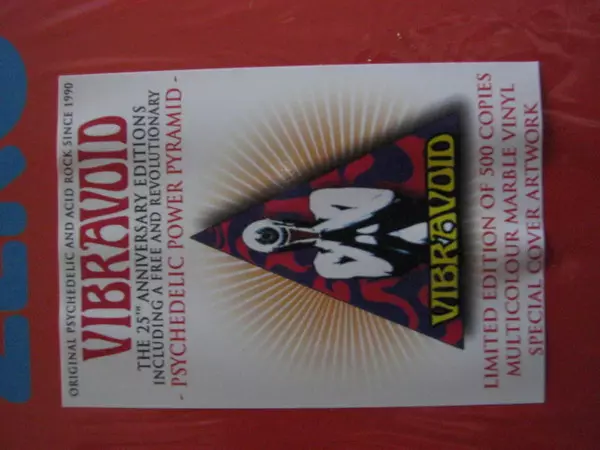 ORIGINAL PSYCHEDELIC AND ACID ROCK SINCE 1990
VIBRAVOID
THE 25TH ANNIVERSARY EDITIONS
INCLUDING A FREE AND REVOLUTIONARY
- PSYCHEDELIC POWER PYRAMID -
VIBRAVOID
LIMITED EDITION OF 500 COPIES
MULTICOLOUR MARBLE VINYL
SPECIAL COVER ARTWORK